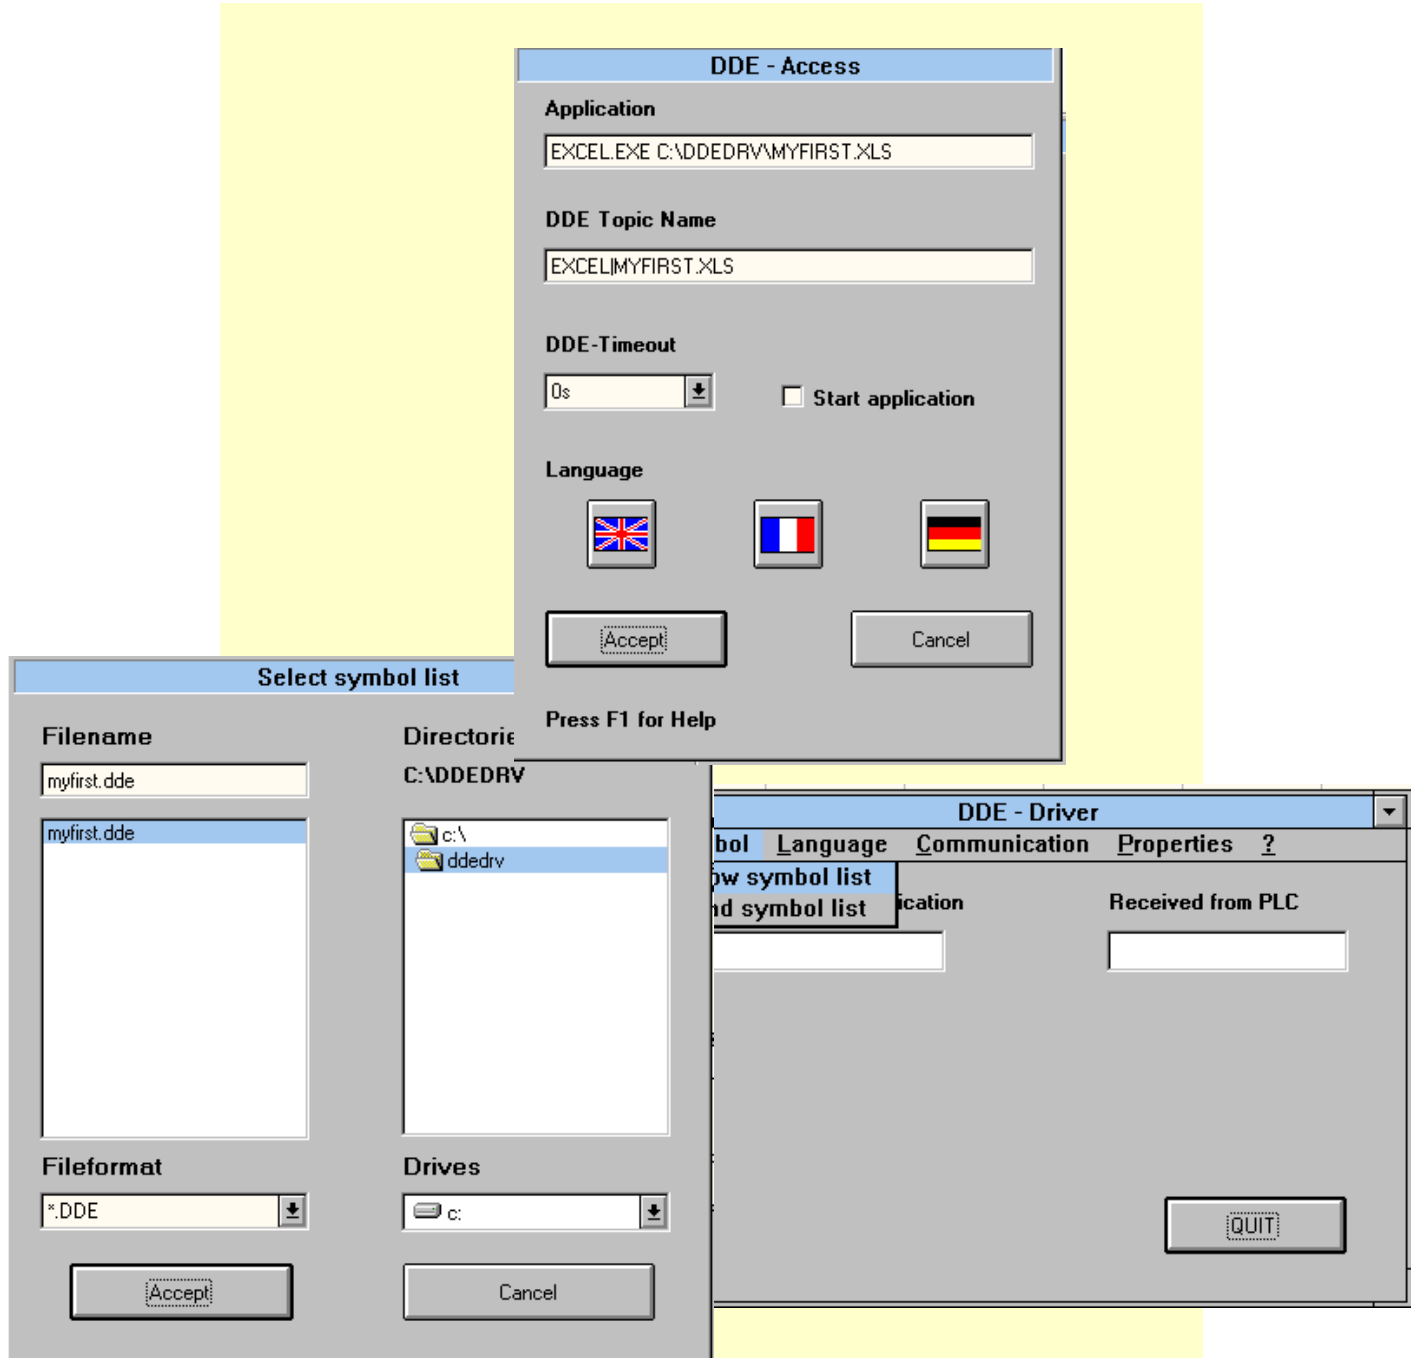 DDE - Access
Application
EXCEL.EXE C:\DDEDRV\MYFIRST.XLS
DDE Topic Name
EXCEL|MYFIRST.XLS
DDE-Timeout
0s
Start application
Language
Accept
Cancel
Press F1 for Help
Select symbol list
Filename
myfirst.dde
myfirst.dde
Directorie
C:\DDEDRV
c:\
ddedrv
Fileformat
*.DDE
Drives
c:
Accept
Cancel
DDE - Driver
bol Language Communication Properties ?
ow symbol list
nd symbol list
ication
Received from PLC
QUIT